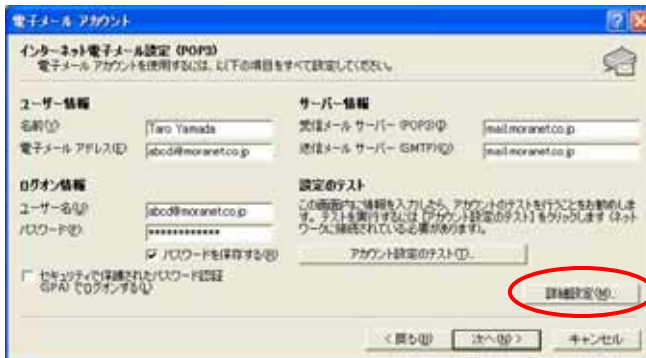 電子メール アカウント
インターネット電子メール設定 (POP3)
電子メール アカウントを使用するには、以下の項目をすべて設定してください。
ユーザー情報
名前(Y)
Taro Yamada
電子メール アドレス(E)
abcd@moranet.co.jp
サーバー情報
受信メール サーバー (POP3)(I)
mail.moranet.co.jp
送信メール サーバー (SMTP)(O)
mail.moranet.co.jp
ログオン情報
ユーザー名(U)
abcd@moranet.co.jp
パスワード(P)
************
パスワードを保存する(R)
セキュリティで保護されたパスワード認証
(SPA) でログオンする(L)
設定のテスト
この画面内に情報を入力したら、アカウントのテストを行うことをお勧めしま
す。テストを実行するには [アカウント設定のテスト] をクリックします (ネット
ワークに接続されている必要があります)。
アカウント設定のテスト(T)...
詳細設定(M)...
< 戻る(B)
次へ(N) >
キャンセル